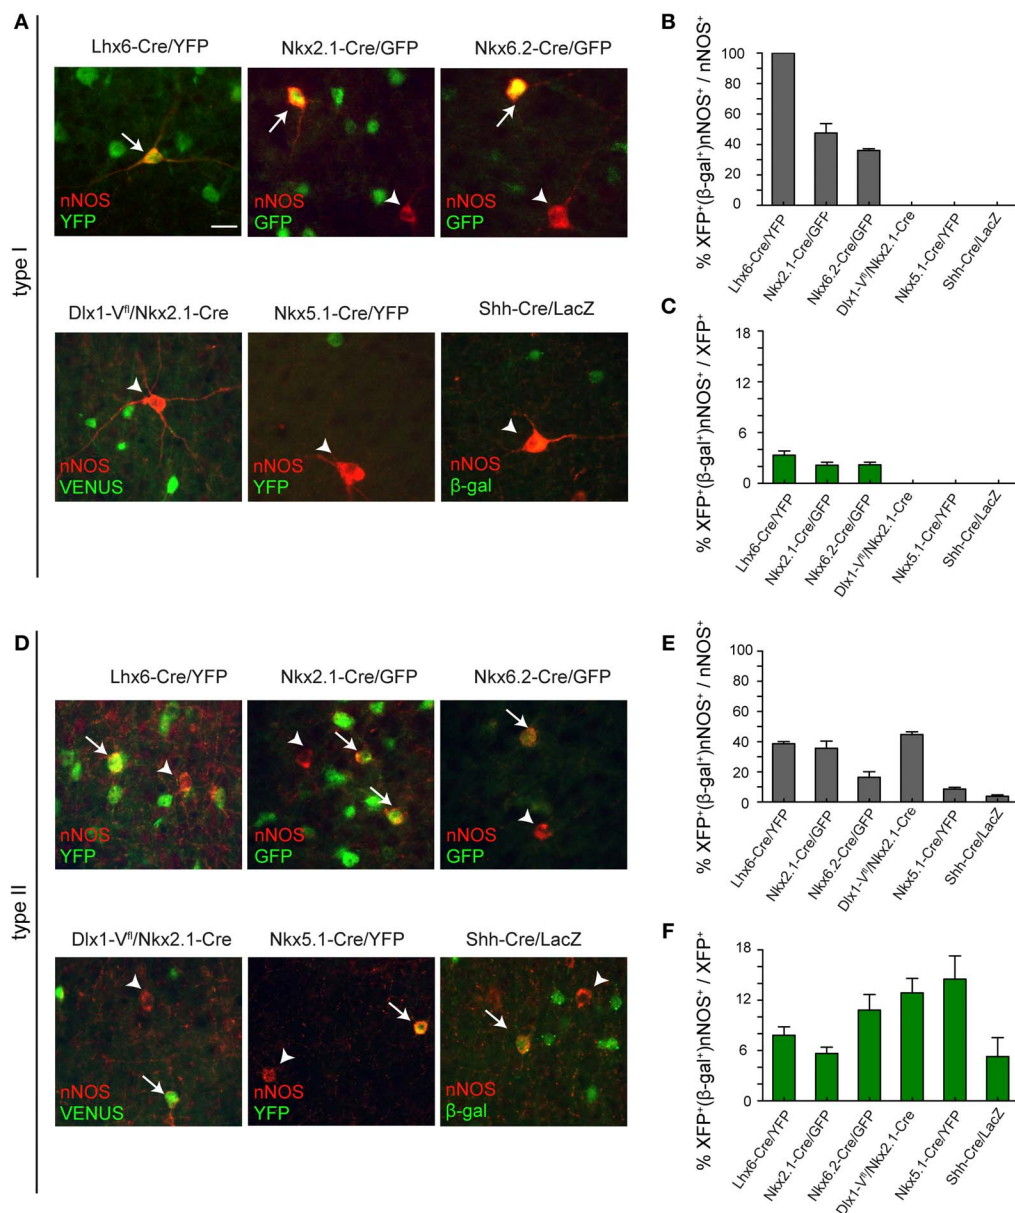 A
type I
Lhx6-Cre/YFP
Nkx2.1-Cre/GFP
Nkx6.2-Cre/GFP
nNOS
YFP
nNOS
GFP
nNOS
GFP
Dlx1-Vᶠˡ/Nkx2.1-Cre
Nkx5.1-Cre/YFP
Shh-Cre/LacZ
nNOS
VENUS
nNOS
YFP
nNOS
β-gal
B
% XFP⁺(β-gal⁺)nNOS⁺ / nNOS⁺
100
80
60
40
20
0
Lhx6-Cre/YFP
Nkx2.1-Cre/GFP
Nkx6.2-Cre/GFP
Dlx1-Vᶠˡ/Nkx2.1-Cre
Nkx5.1-Cre/YFP
Shh-Cre/LacZ
C
% XFP⁺(β-gal⁺)nNOS⁺ / XFP⁺
18
12
6
0
Lhx6-Cre/YFP
Nkx2.1-Cre/GFP
Nkx6.2-Cre/GFP
Dlx1-Vᶠˡ/Nkx2.1-Cre
Nkx5.1-Cre/YFP
Shh-Cre/LacZ
D
type II
Lhx6-Cre/YFP
Nkx2.1-Cre/GFP
Nkx6.2-Cre/GFP
nNOS
YFP
nNOS
GFP
nNOS
GFP
Dlx1-Vᶠˡ/Nkx2.1-Cre
Nkx5.1-Cre/YFP
Shh-Cre/LacZ
nNOS
VENUS
nNOS
YFP
nNOS
β-gal
E
% XFP⁺(β-gal⁺)nNOS⁺ / nNOS⁺
100
80
60
40
20
0
Lhx6-Cre/YFP
Nkx2.1-Cre/GFP
Nkx6.2-Cre/GFP
Dlx1-Vᶠˡ/Nkx2.1-Cre
Nkx5.1-Cre/YFP
Shh-Cre/LacZ
F
% XFP⁺(β-gal⁺)nNOS⁺ / XFP⁺
18
12
6
0
Lhx6-Cre/YFP
Nkx2.1-Cre/GFP
Nkx6.2-Cre/GFP
Dlx1-Vᶠˡ/Nkx2.1-Cre
Nkx5.1-Cre/YFP
Shh-Cre/LacZ